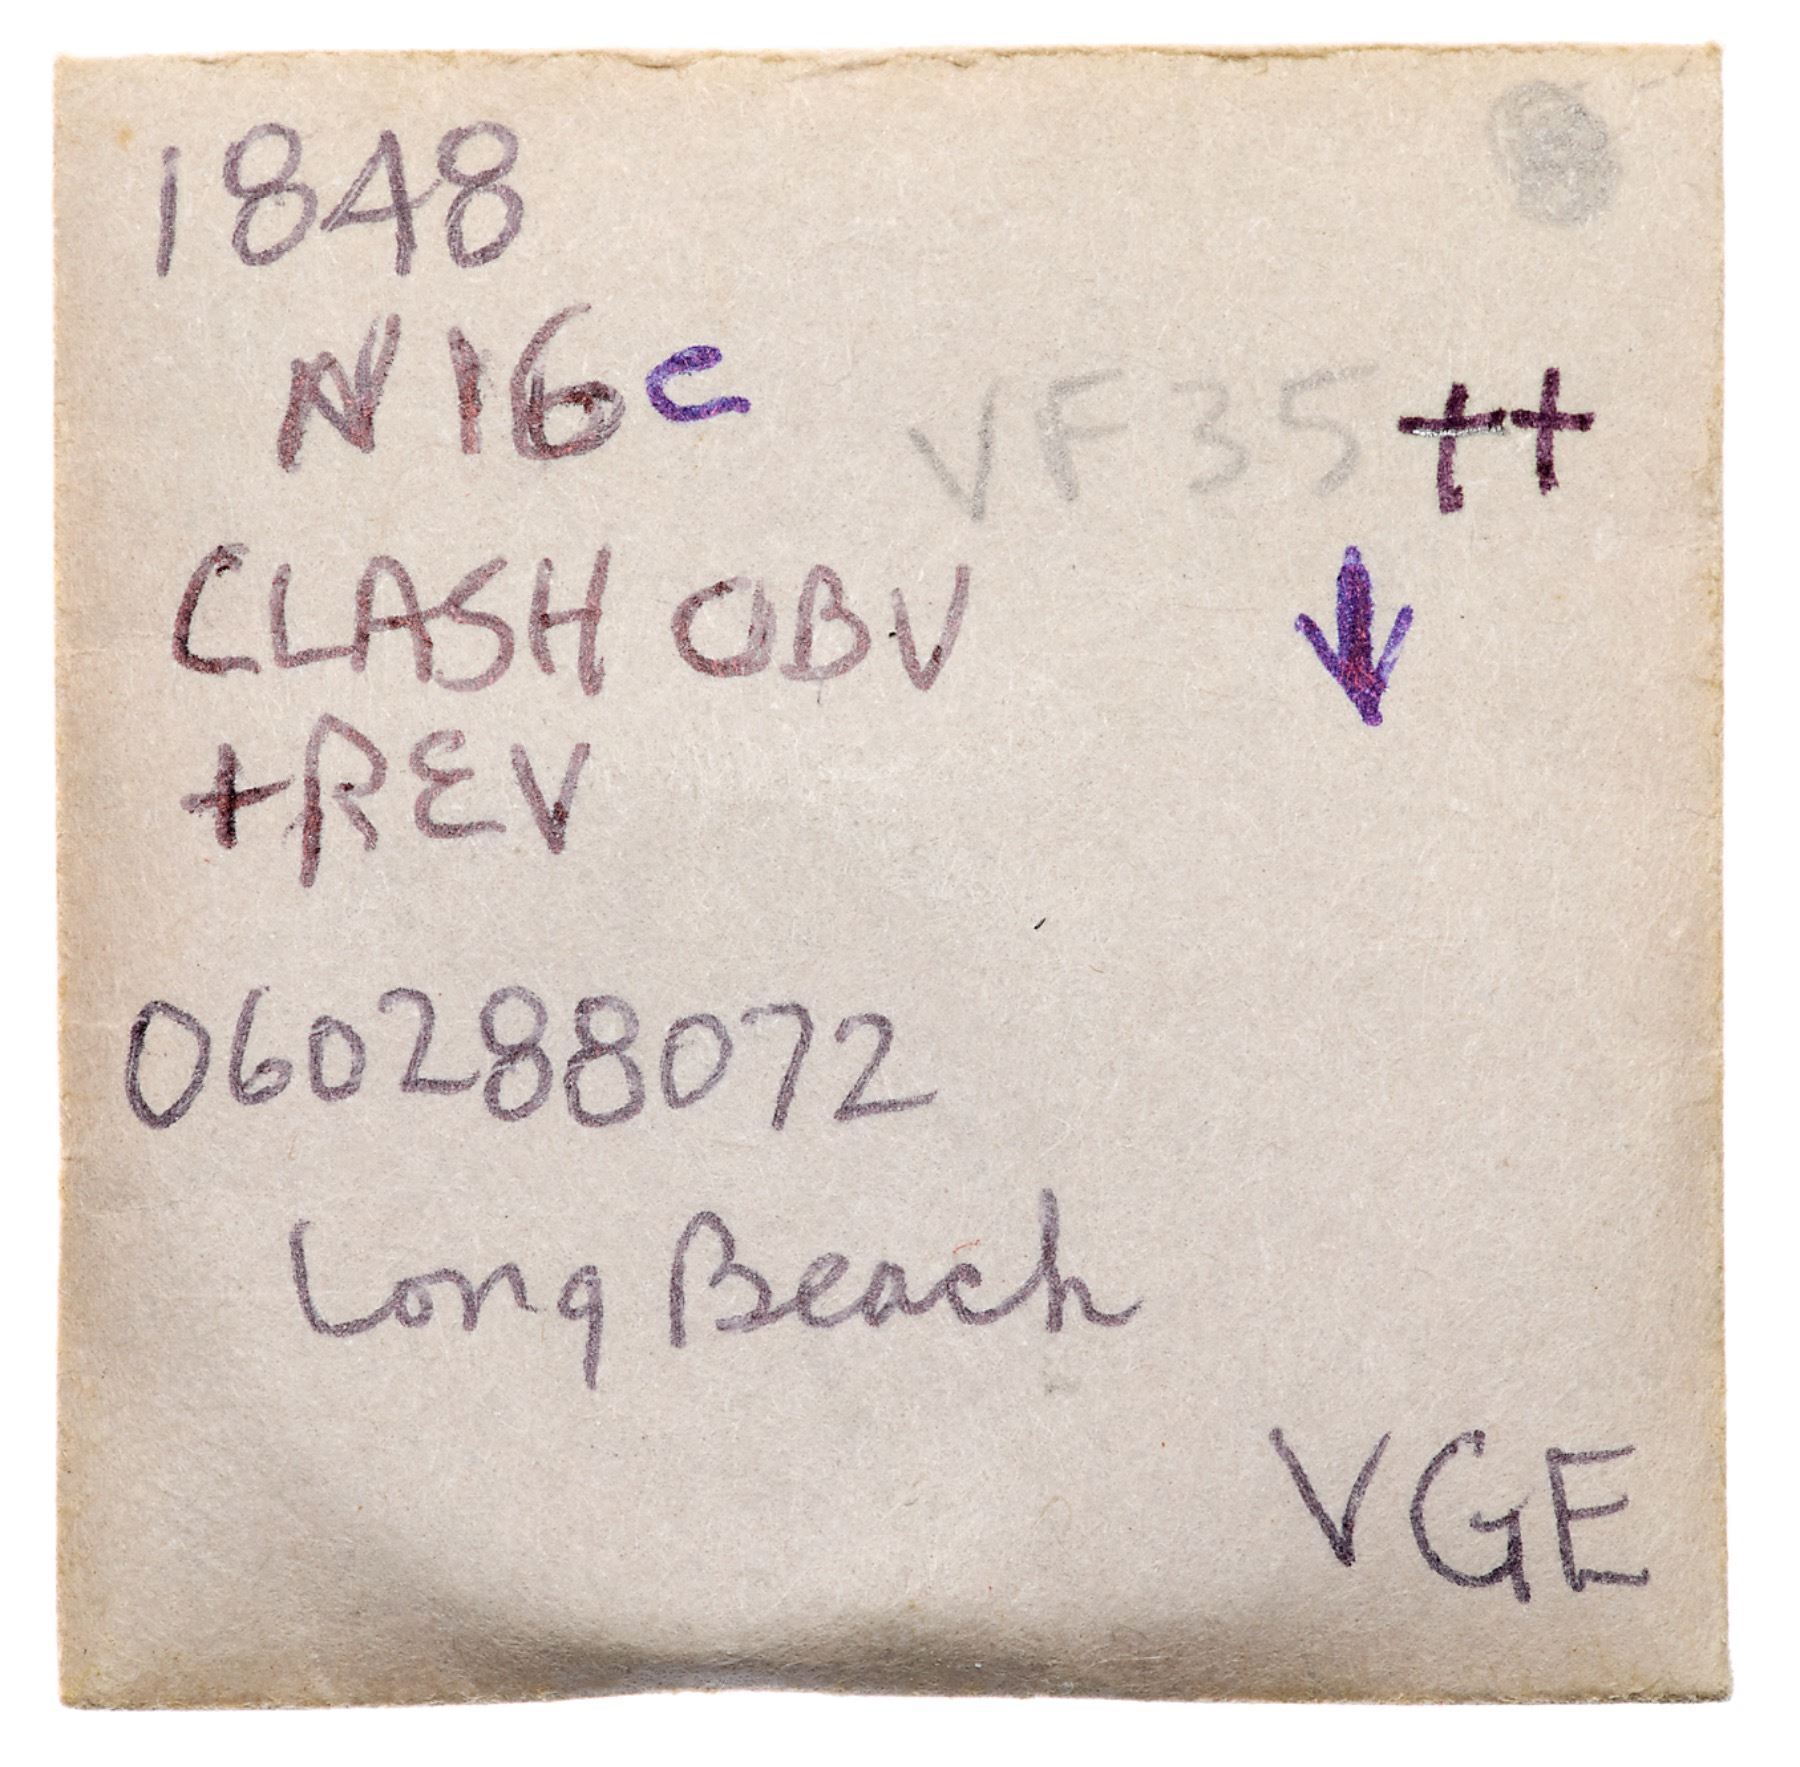 1848
N16c VF35++
↓
CLASH OBV
+REV
060288072
Long Beach
VGE